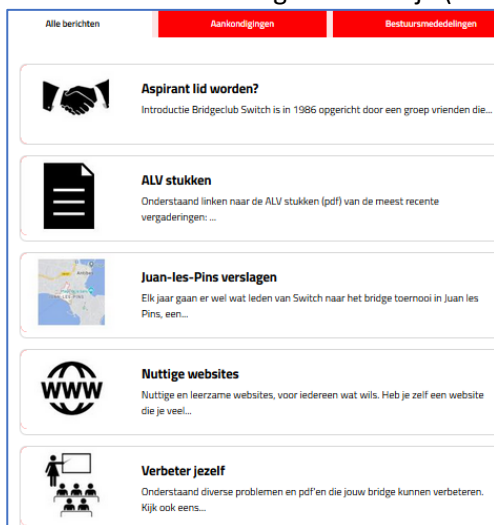 Alle berichten
Aankondigingen
Bestuursmededelingen
Aspirant lid worden?
Introductie Bridgeclub Switch is in 1986 opgericht door een groep vrienden die...
ALV stukken
Onderstaand linken naar de ALV stukken (pdf) van de meest recente
vergaderingen: ...
Juan-les-Pins verslagen
Elk jaar gaan er wel wat leden van Switch naar het bridge toernooi in Juan les
Pins, een...
WWW
Nuttige websites
Nuttige en leerzame websites, voor iedereen wat wils. Heb je zelf een website
die je veel...
Verbeter jezelf
Onderstaand diverse problemen en pdf'en die jouw bridge kunnen verbeteren.
Kijk ook eens...